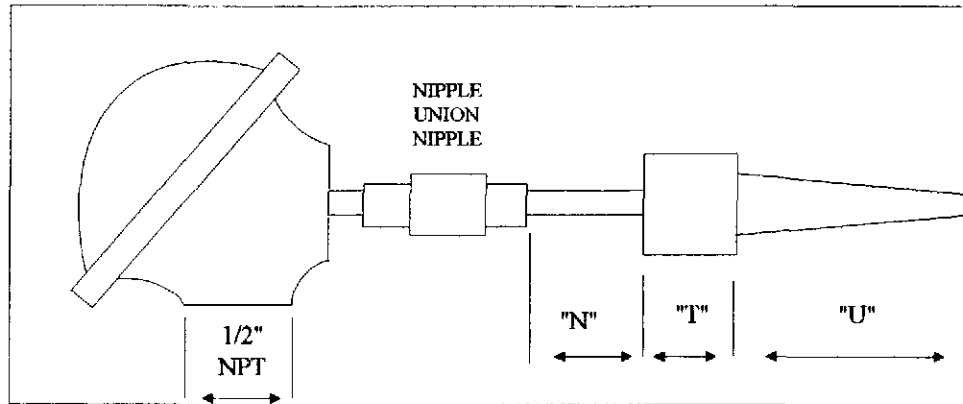 NIPPLE
UNION
NIPPLE
"N"
"T"
"U"
1/2"
NPT